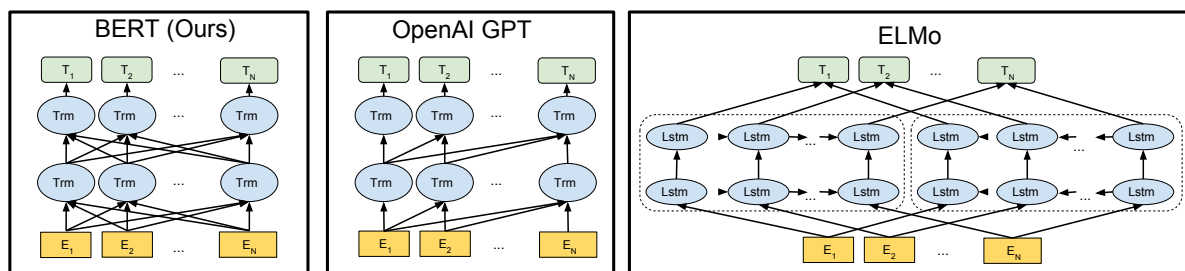 BERT (Ours)
T1 T2 ... TN
Trm Trm ... Trm
Trm Trm ... Trm
E1 E2 ... EN
OpenAI GPT
T1 T2 ... TN
Trm Trm ... Trm
Trm Trm ... Trm
E1 E2 ... EN
ELMo
T1 T2 ... TN
Lstm Lstm ... Lstm Lstm Lstm ... Lstm
Lstm Lstm ... Lstm Lstm Lstm ... Lstm
E1 E2 ... EN